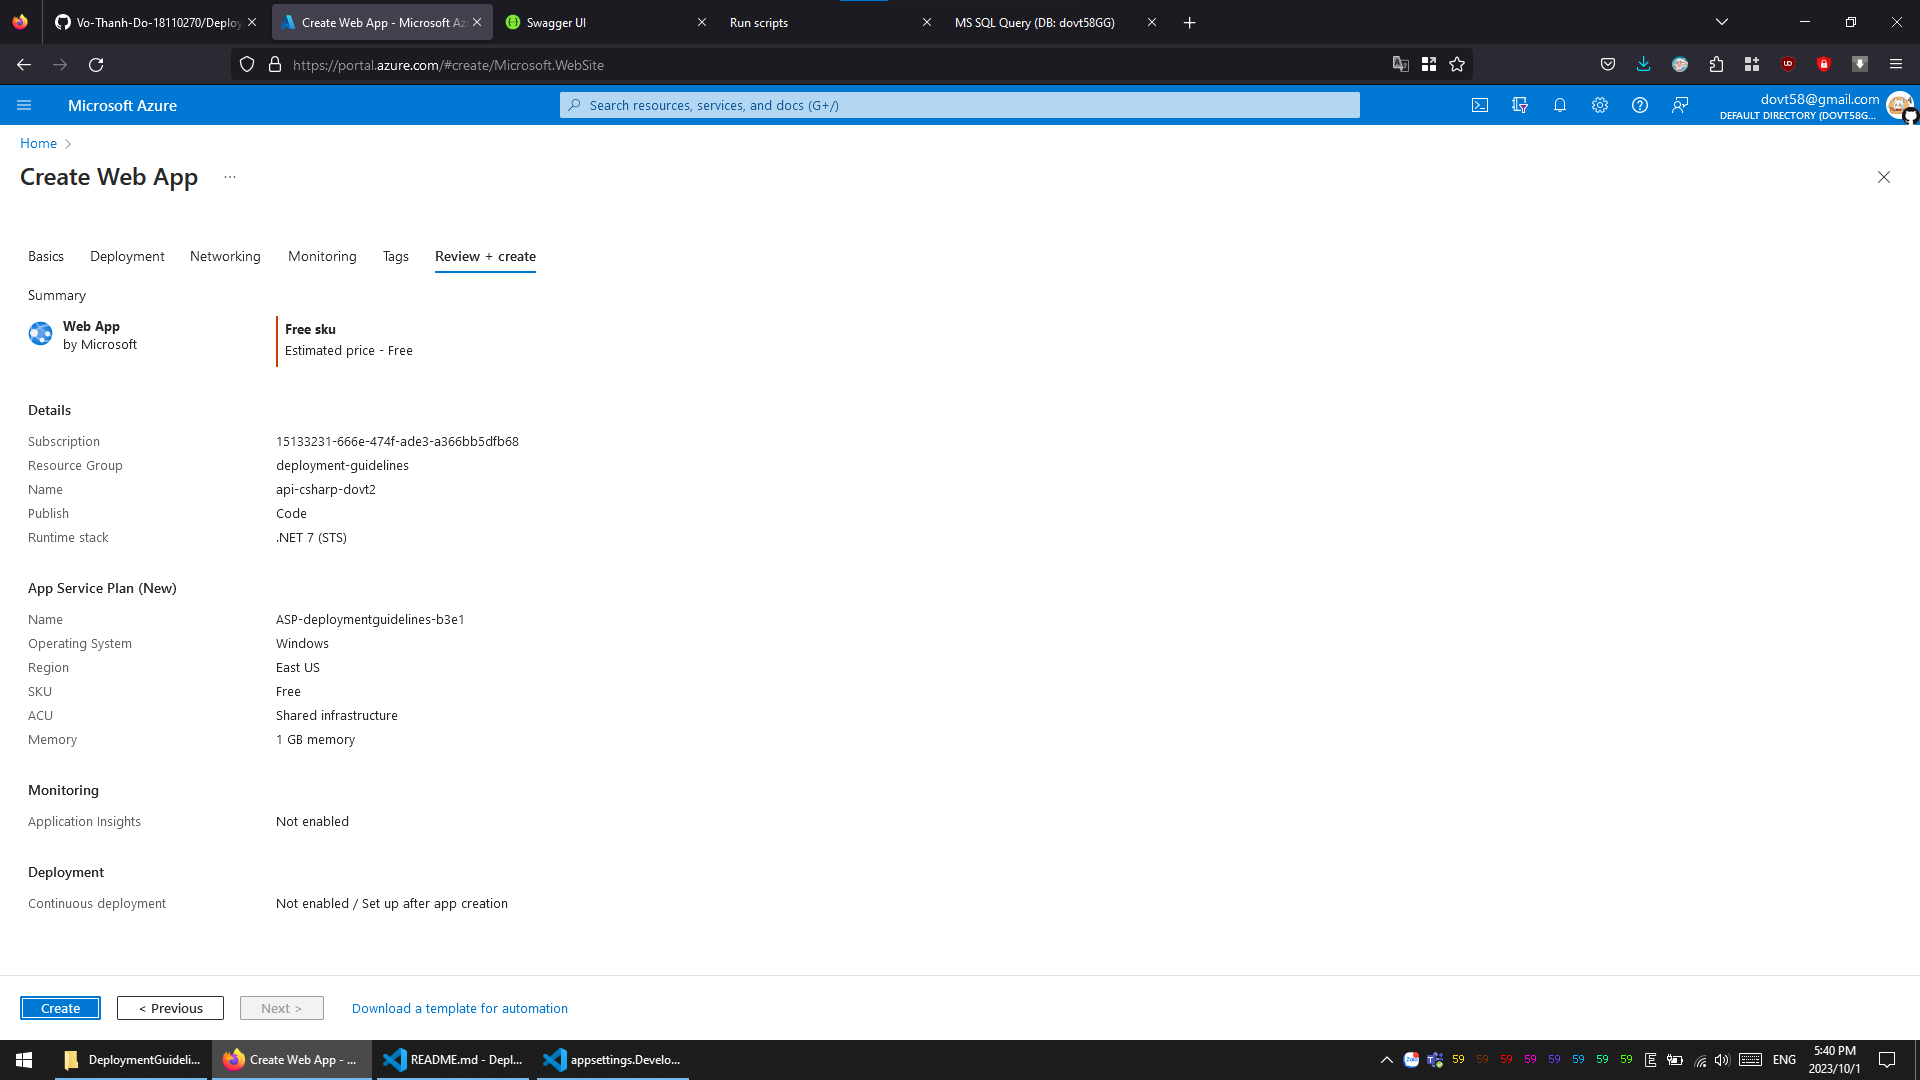 Vo-Thanh-Do-18110270/Deploy
Create Web App - Microsoft Az
Swagger UI
Run scripts
MS SQL Query (DB: dovt58GG)
https://portal.azure.com/#create/Microsoft.WebSite
Microsoft Azure
Search resources, services, and docs (G+/)
dovt58@gmail.com
DEFAULT DIRECTORY (DOVT58G...
Home
Create Web App
Basics
Deployment
Networking
Monitoring
Tags
Review + create
Summary
Web App
by Microsoft
Free sku
Estimated price - Free
Details
Subscription 15133231-666e-474f-ade3-a366bb5dfb68
Resource Group deployment-guidelines
Name api-csharp-dovt2
Publish Code
Runtime stack .NET 7 (STS)
App Service Plan (New)
Name ASP-deploymentguidelines-b3e1
Operating System Windows
Region East US
SKU Free
ACU Shared infrastructure
Memory 1 GB memory
Monitoring
Application Insights Not enabled
Deployment
Continuous deployment Not enabled / Set up after app creation
Create
< Previous
Next >
Download a template for automation
DeploymentGuideli...
Create Web App - ...
README.md - Depl...
appsettings.Develo...
59 59 59 59 59 59 59 59
ENG
5:40 PM
2023/10/1